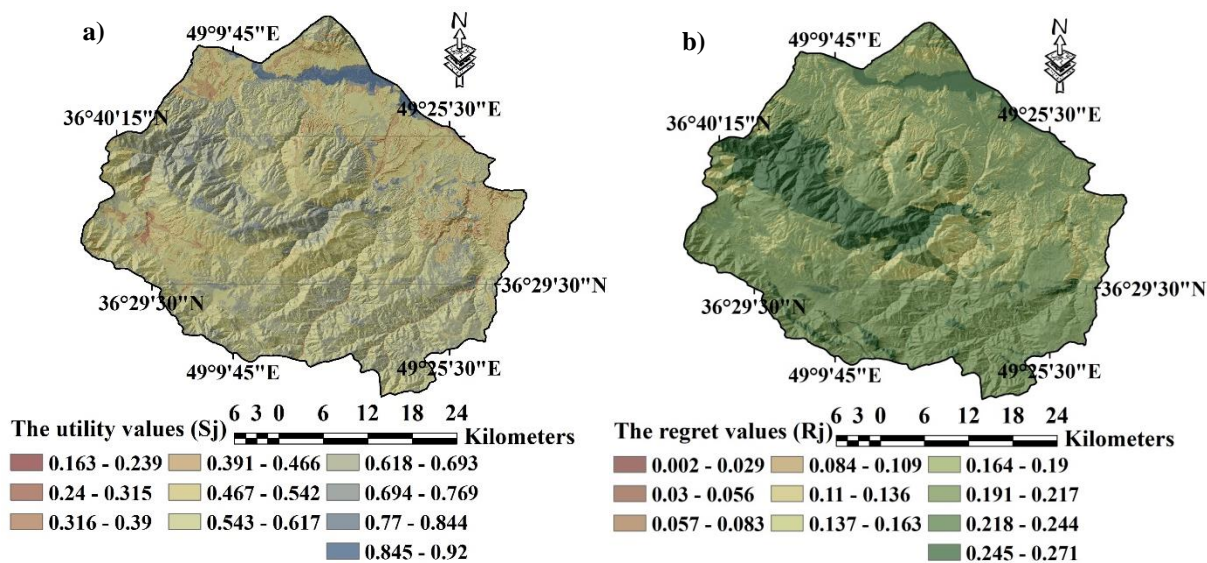 a)
N
49°9'45"E
49°25'30"E
36°40'15"N
36°29'30"N
36°29'30"N
49°9'45"E
49°25'30"E
6 3 0 6 12 18 24
Kilometers
The utility values (Sj)
0.163 - 0.239
0.24 - 0.315
0.316 - 0.39
0.391 - 0.466
0.467 - 0.542
0.543 - 0.617
0.618 - 0.693
0.694 - 0.769
0.77 - 0.844
0.845 - 0.92
b)
N
49°9'45"E
49°25'30"E
36°40'15"N
36°29'30"N
36°29'30"N
49°9'45"E
49°25'30"E
6 3 0 6 12 18 24
Kilometers
The regret values (Rj)
0.002 - 0.029
0.03 - 0.056
0.057 - 0.083
0.084 - 0.109
0.11 - 0.136
0.137 - 0.163
0.164 - 0.19
0.191 - 0.217
0.218 - 0.244
0.245 - 0.271